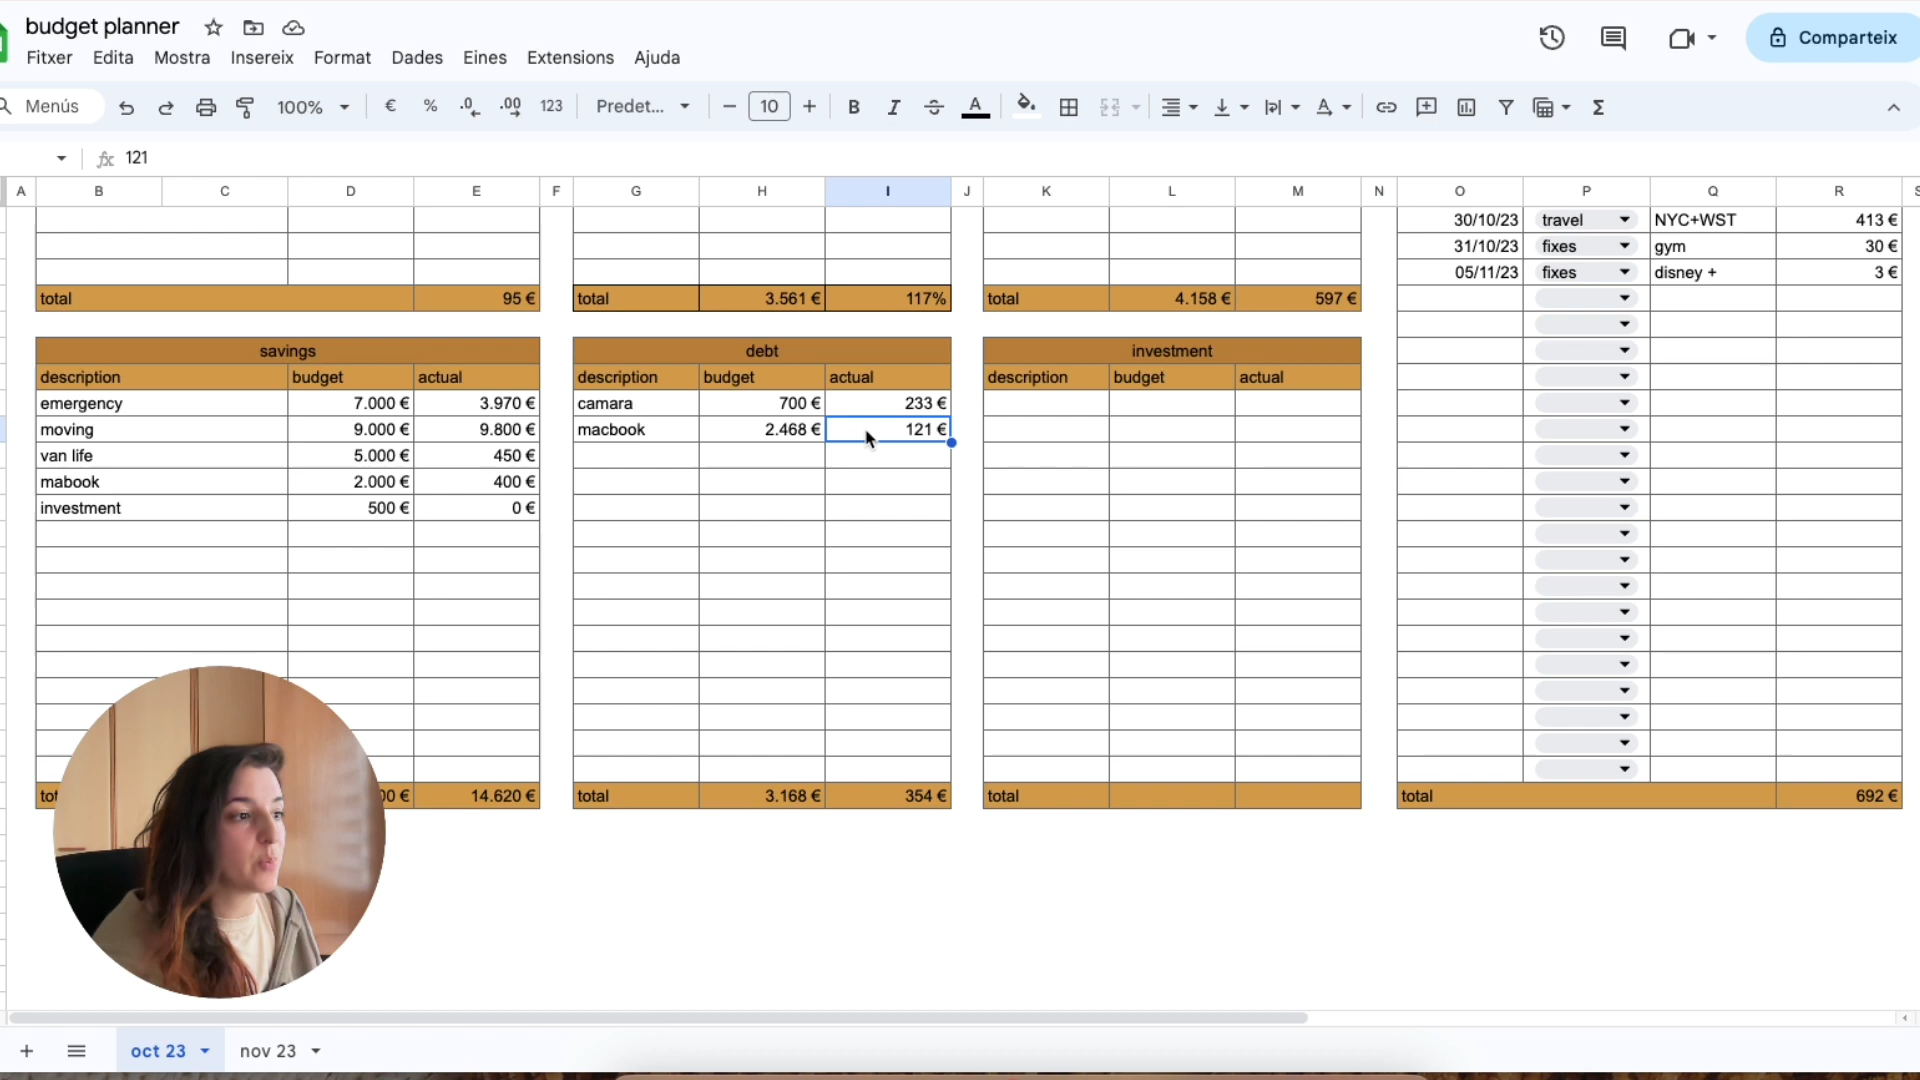 budget planner
Fitxer Edita Mostra Insereix Format Dades Eines Extensions Ajuda
Comparteix
Menús 100% € % .0 .00 123 Predet... 10 B I A
fx 121
A B C D E F G H I J K L M N O P Q R S
30/10/23 travel NYC+WST 413 €
31/10/23 fixes gym 30 €
05/11/23 fixes disney + 3 €
total 95 € total 3.561 € 117% total 4.158 € 597 €
savings debt investment
description budget actual description budget actual description budget actual
emergency 7.000 € 3.970 € camara 700 € 233 €
moving 9.000 € 9.800 € macbook 2.468 € 121 €
van life 5.000 € 450 €
mabook 2.000 € 400 €
investment 500 € 0 €
14.620 € total 3.168 € 354 € total total 692 €
oct 23 nov 23